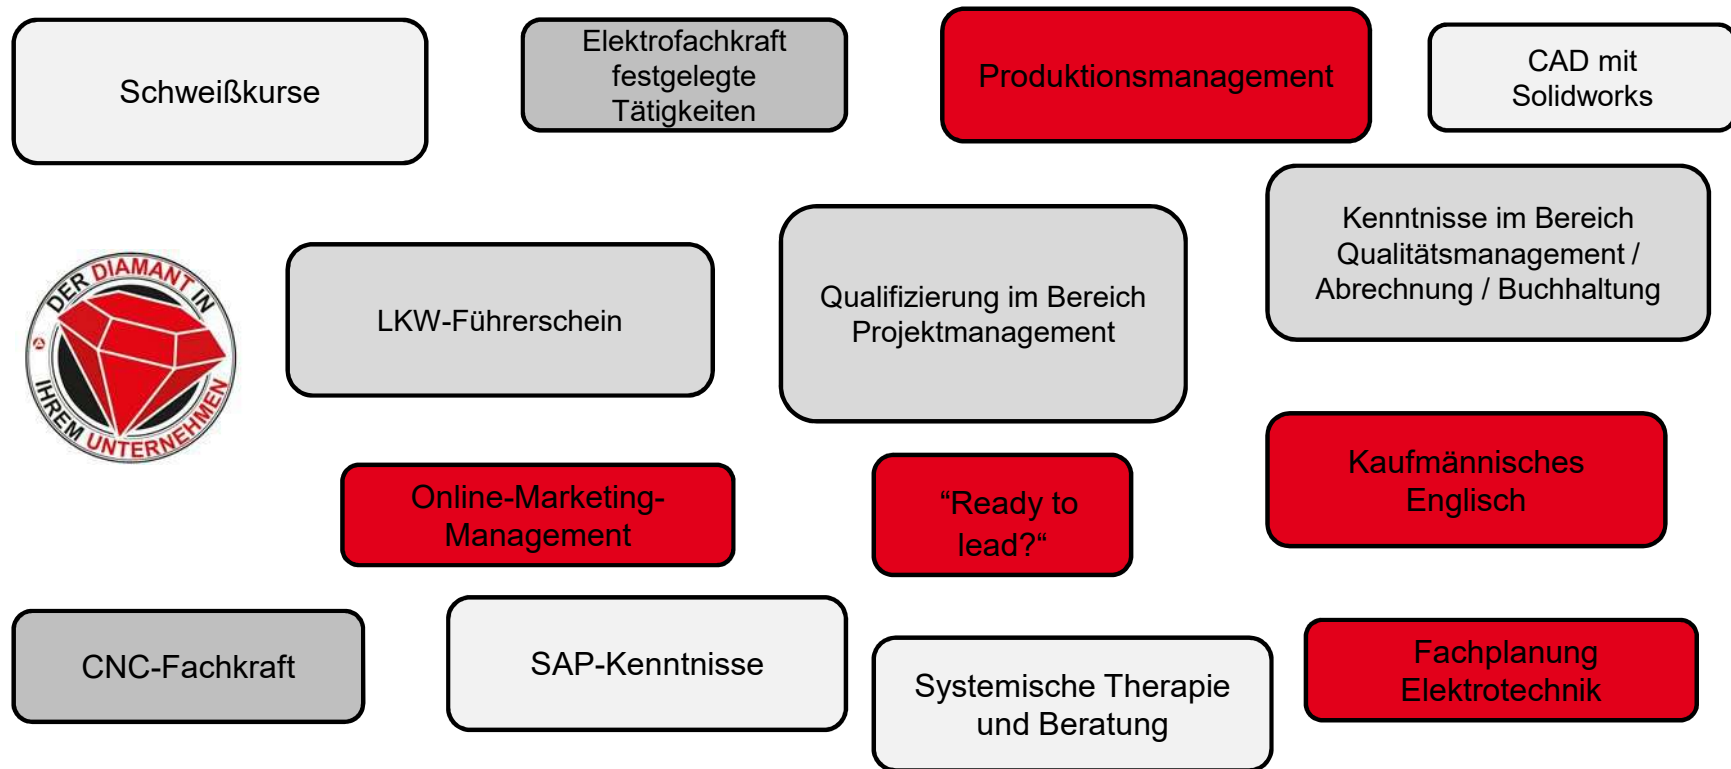 Schweißkurse
Elektrofachkraft
festgelegte
Tätigkeiten
Produktionsmanagement
CAD mit
Solidworks
DER DIAMANT IN
IHREM UNTERNEHMEN
LKW-Führerschein
Qualifizierung im Bereich
Projektmanagement
Kenntnisse im Bereich
Qualitätsmanagement /
Abrechnung / Buchhaltung
Online-Marketing-
Management
“Ready to
lead?“
Kaufmännisches
Englisch
CNC-Fachkraft
SAP-Kenntnisse
Systemische Therapie
und Beratung
Fachplanung
Elektrotechnik